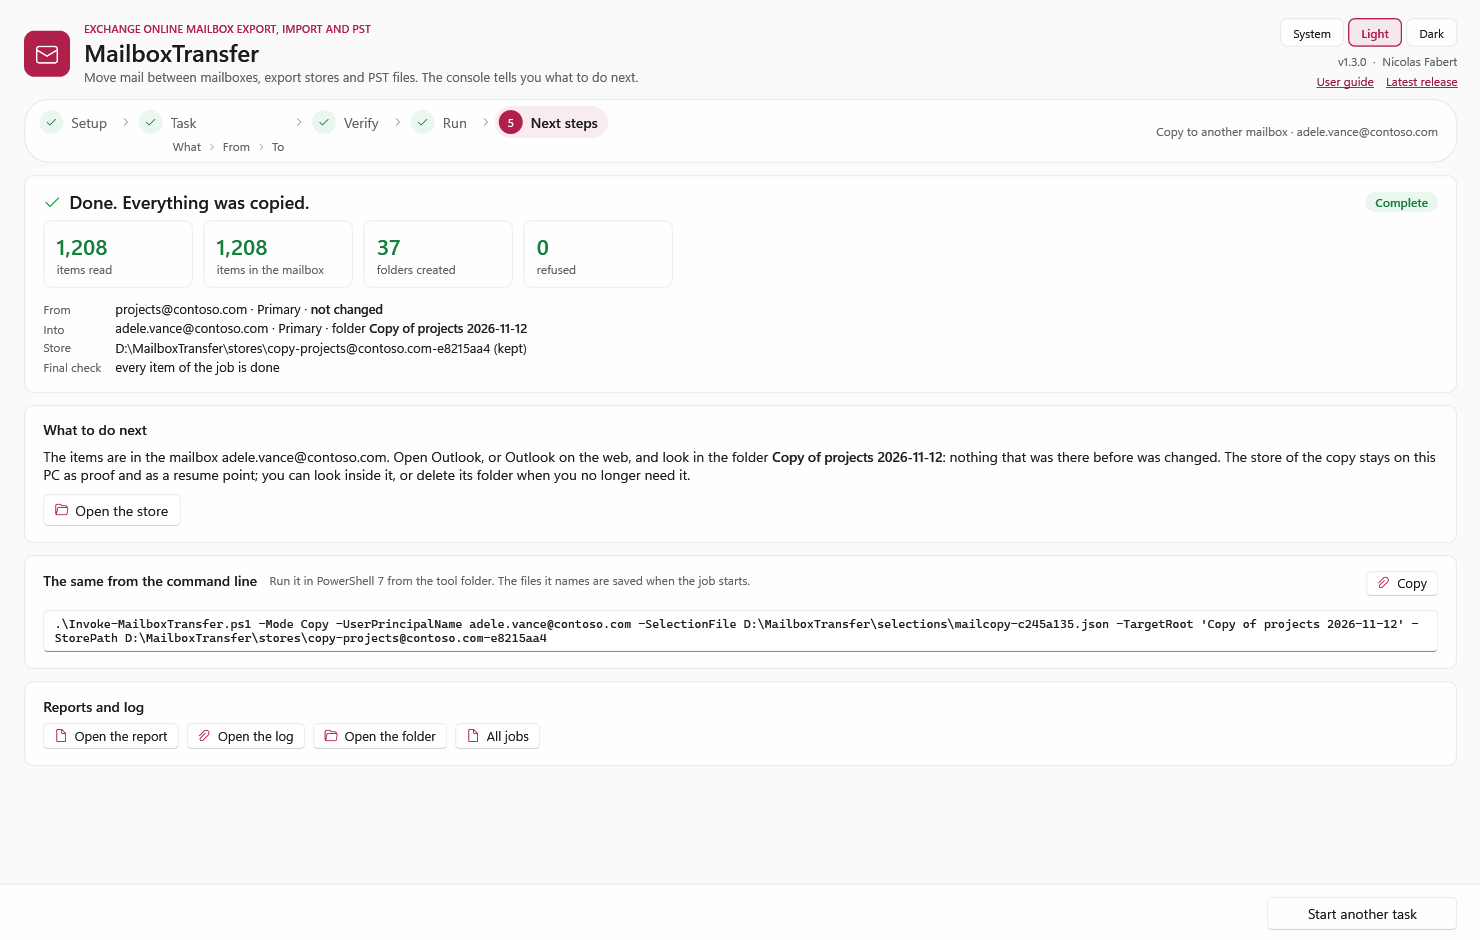 EXCHANGE ONLINE MAILBOX EXPORT, IMPORT AND PST
MailboxTransfer
Move mail between mailboxes, export stores and PST files. The console tells you what to do next.
System
Light
Dark
v1.3.0 · Nicolas Fabert
User guide
Latest release
Setup
Task
Verify
Run
5
Next steps
What
From
To
Copy to another mailbox · adele.vance@contoso.com
Done. Everything was copied.
Complete
1,208
items read
1,208
items in the mailbox
37
folders created
0
refused
From projects@contoso.com · Primary · not changed
Into adele.vance@contoso.com · Primary · folder Copy of projects 2026-11-12
Store D:\MailboxTransfer\stores\copy-projects@contoso.com-e8215aa4 (kept)
Final check every item of the job is done
What to do next
The items are in the mailbox adele.vance@contoso.com. Open Outlook, or Outlook on the web, and look in the folder Copy of projects 2026-11-12: nothing that was there before was changed. The store of the copy stays on this
PC as proof and as a resume point; you can look inside it, or delete its folder when you no longer need it.
Open the store
The same from the command line
Run it in PowerShell 7 from the tool folder. The files it names are saved when the job starts.
Copy
.\Invoke-MailboxTransfer.ps1 -Mode Copy -UserPrincipalName adele.vance@contoso.com -SelectionFile D:\MailboxTransfer\selections\mailcopy-c245a135.json -TargetRoot 'Copy of projects 2026-11-12' -
StorePath D:\MailboxTransfer\stores\copy-projects@contoso.com-e8215aa4
Reports and log
Open the report
Open the log
Open the folder
All jobs
Start another task